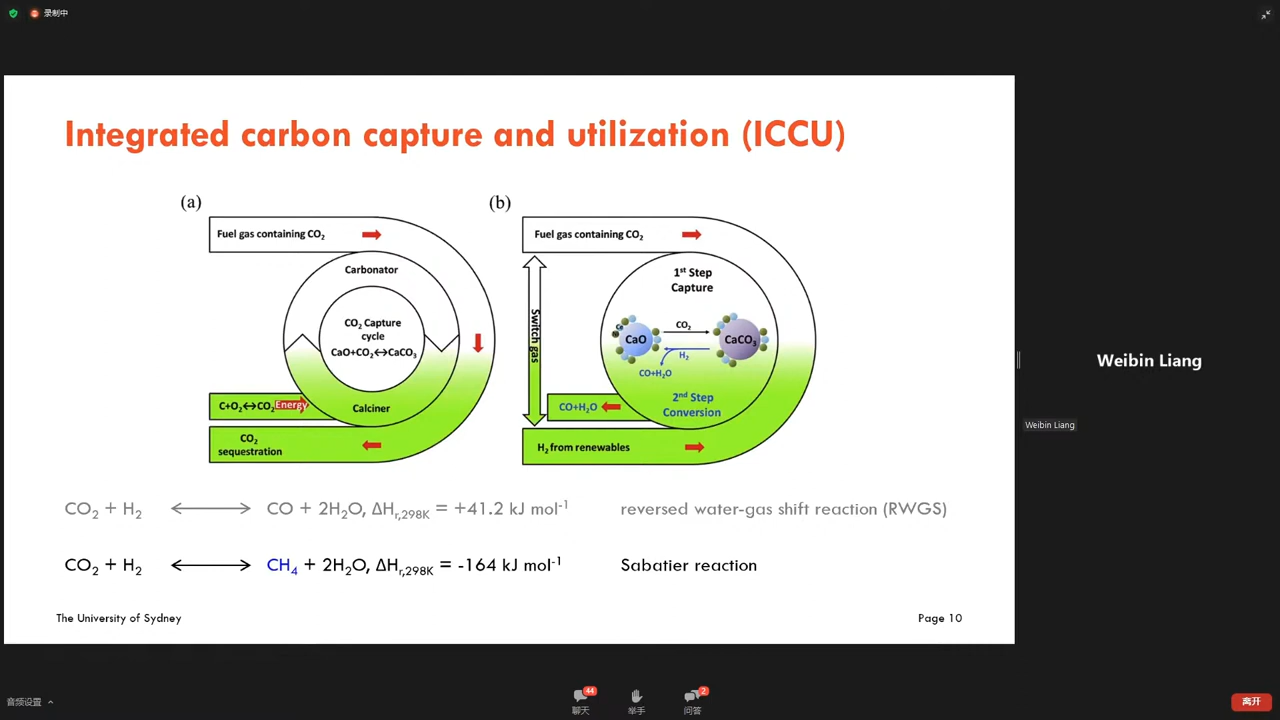 录制中
Integrated carbon capture and utilization (ICCU)
(a)
Fuel gas containing CO₂
Carbonator
CO₂ Capture
cycle
CaO+CO₂↔CaCO₃
C+O₂↔CO₂
Energy
Calciner
CO₂
sequestration
(b)
Fuel gas containing CO₂
Switch gas
1st Step
Capture
CaO
CO₂
CaCO₃
H₂
CO+H₂O
2nd Step
Conversion
CO+H₂O
H₂ from renewables
CO₂ + H₂ ⟷ CO + 2H₂O, ΔHr,298K = +41.2 kJ mol⁻¹ reversed water-gas shift reaction (RWGS)
CO₂ + H₂ ⟷ CH₄ + 2H₂O, ΔHr,298K = -164 kJ mol⁻¹ Sabatier reaction
The University of Sydney
Page 10
Weibin Liang
Weibin Liang
音频设置
44
聊天
举手
2
问答
离开